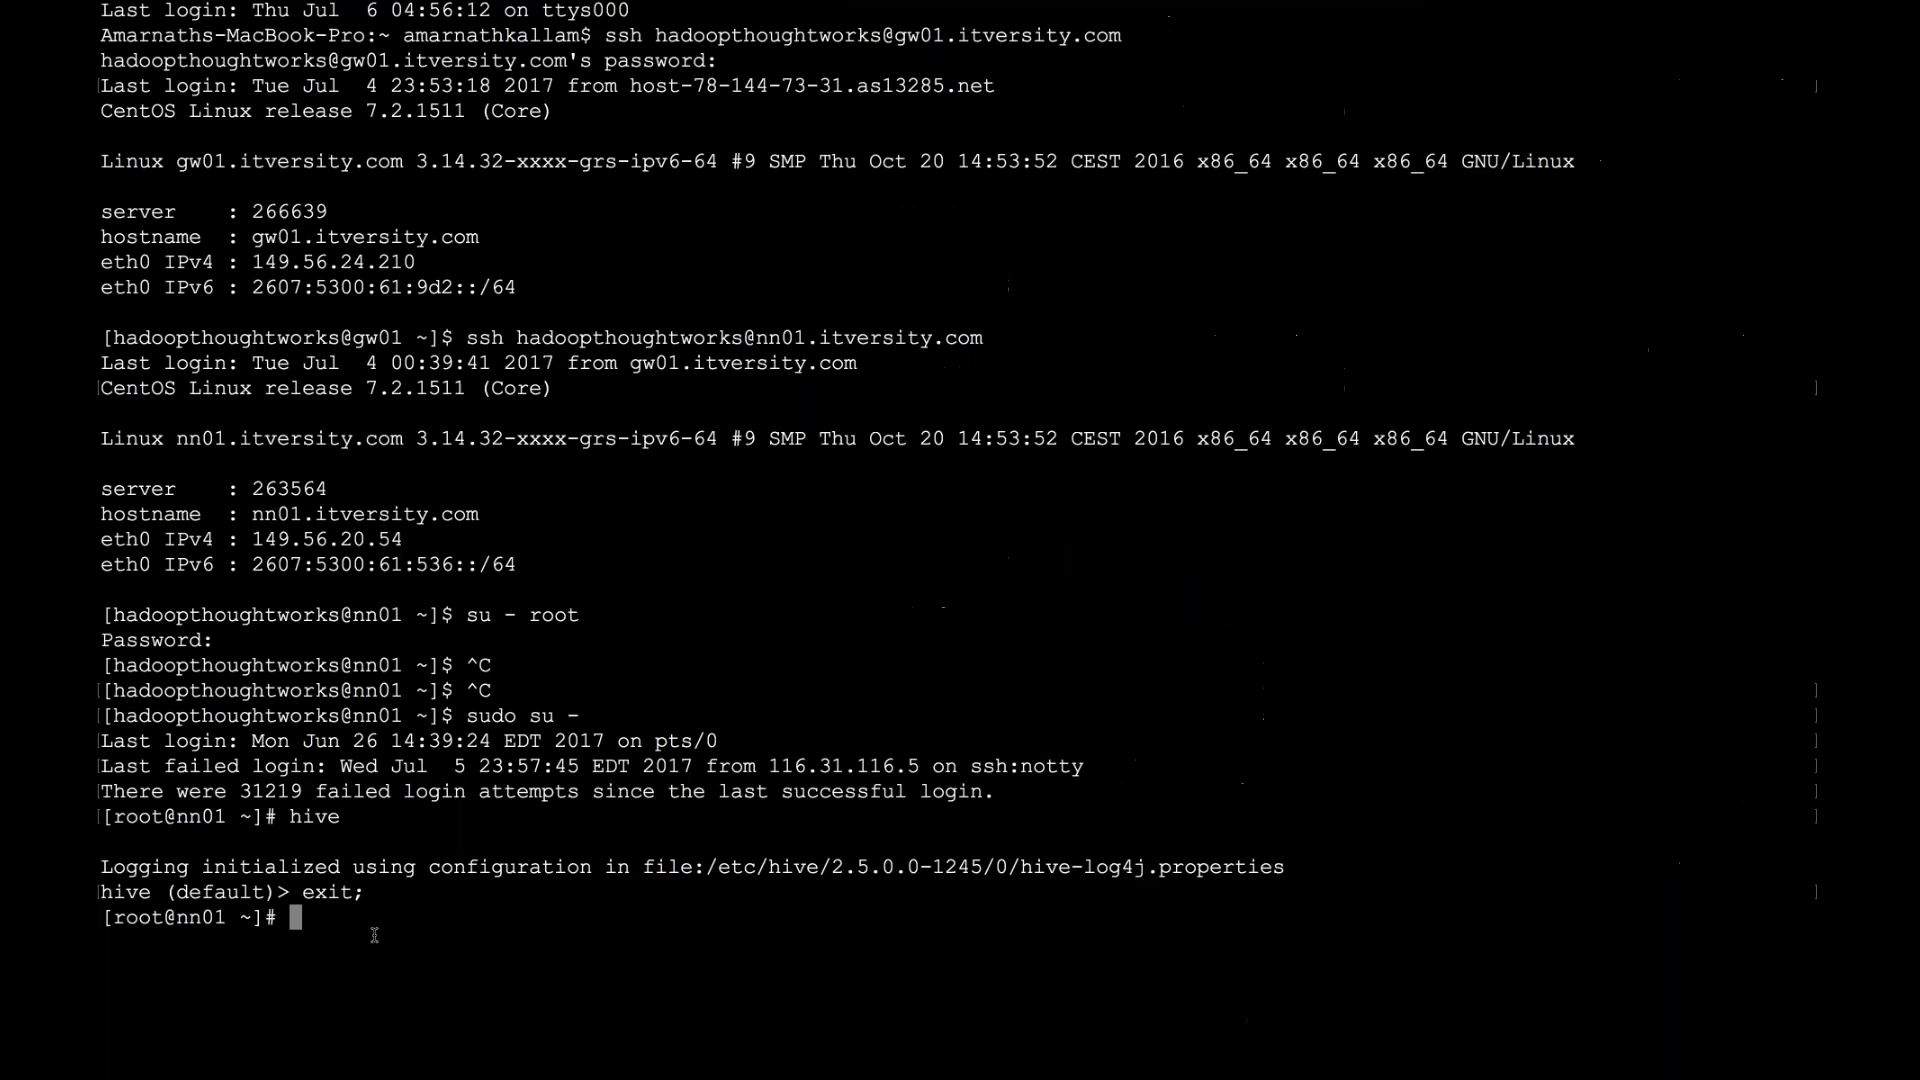 Last login: Thu Jul  6 04:56:12 on ttys000
Amarnaths-MacBook-Pro:~ amarnathkallam$ ssh hadoopthoughtworks@gw01.itversity.com
hadoopthoughtworks@gw01.itversity.com's password:
[Last login: Tue Jul  4 23:53:18 2017 from host-78-144-73-31.as13285.net ]
CentOS Linux release 7.2.1511 (Core)
Linux gw01.itversity.com 3.14.32-xxxx-grs-ipv6-64 #9 SMP Thu Oct 20 14:53:52 CEST 2016 x86_64 x86_64 x86_64 GNU/Linux
server    : 266639
hostname  : gw01.itversity.com
eth0 IPv4 : 149.56.24.210
eth0 IPv6 : 2607:5300:61:9d2::/64
[hadoopthoughtworks@gw01 ~]$ ssh hadoopthoughtworks@nn01.itversity.com
Last login: Tue Jul  4 00:39:41 2017 from gw01.itversity.com
[CentOS Linux release 7.2.1511 (Core) ]
Linux nn01.itversity.com 3.14.32-xxxx-grs-ipv6-64 #9 SMP Thu Oct 20 14:53:52 CEST 2016 x86_64 x86_64 x86_64 GNU/Linux
server    : 263564
hostname  : nn01.itversity.com
eth0 IPv4 : 149.56.20.54
eth0 IPv6 : 2607:5300:61:536::/64
[hadoopthoughtworks@nn01 ~]$ su - root
Password:
[hadoopthoughtworks@nn01 ~]$ ^C
[[hadoopthoughtworks@nn01 ~]$ ^C ]
[[hadoopthoughtworks@nn01 ~]$ sudo su - ]
[Last login: Mon Jun 26 14:39:24 EDT 2017 on pts/0 ]
[Last failed login: Wed Jul  5 23:57:45 EDT 2017 from 116.31.116.5 on ssh:notty ]
[There were 31219 failed login attempts since the last successful login. ]
[[root@nn01 ~]# hive ]
Logging initialized using configuration in file:/etc/hive/2.5.0.0-1245/0/hive-log4j.properties
[hive (default)> exit; ]
[root@nn01 ~]#